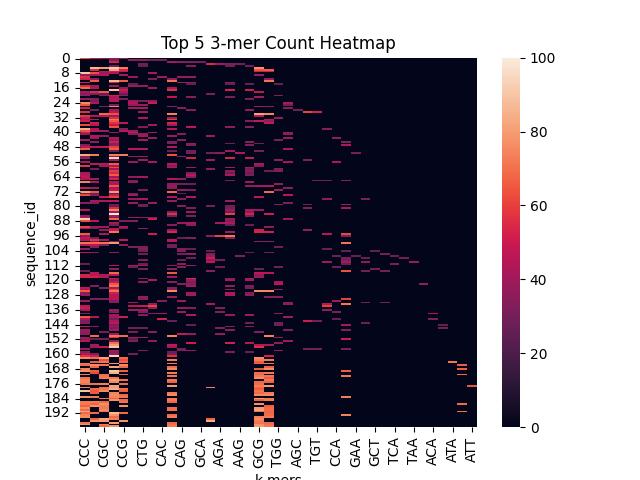 Top 5 3-mer Count Heatmap
sequence_id
0
8
16
24
32
40
48
56
64
72
80
88
96
104
112
120
128
136
144
152
160
168
176
184
192
CCC
CGC
CCG
CTG
CAC
CAG
GCA
AGA
AAG
GCG
TGG
AGC
TGT
CCA
GAA
GCT
TCA
TAA
ACA
ATA
ATT
k-mers
100
80
60
40
20
0